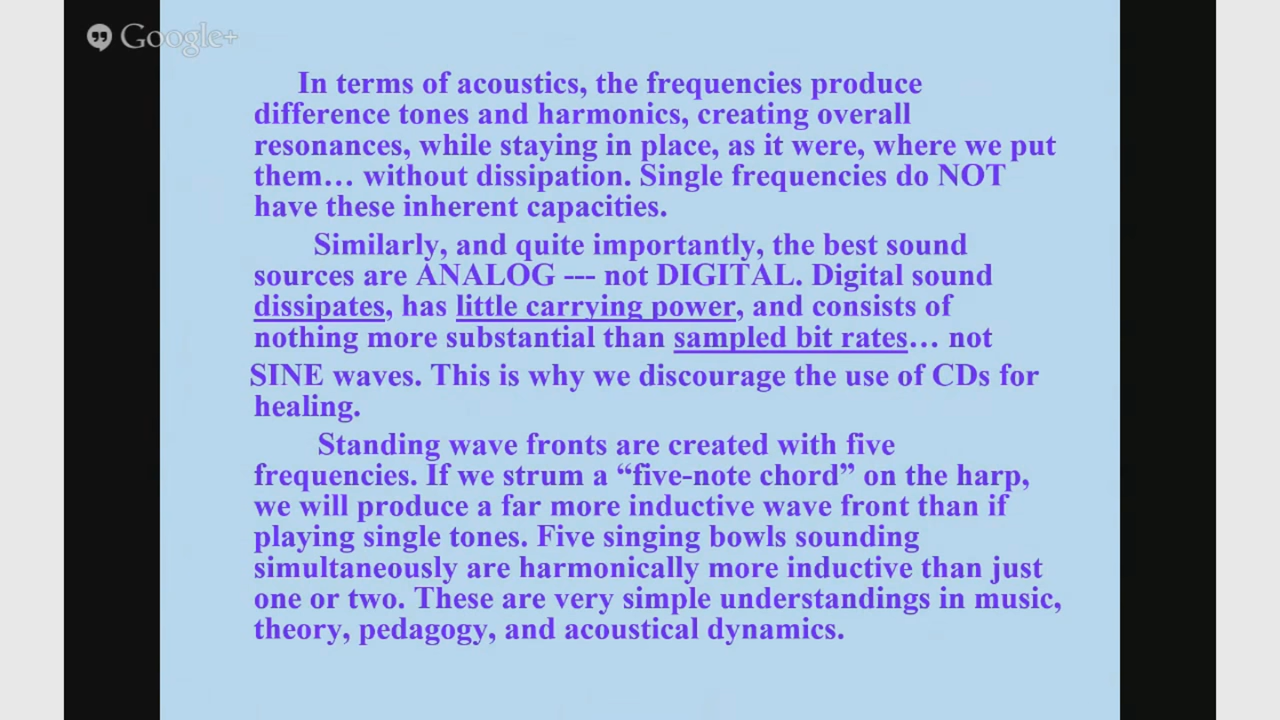 Google+
In terms of acoustics, the frequencies produce
difference tones and harmonics, creating overall
resonances, while staying in place, as it were, where we put
them… without dissipation. Single frequencies do NOT
have these inherent capacities.
Similarly, and quite importantly, the best sound
sources are ANALOG --- not DIGITAL. Digital sound
dissipates, has little carrying power, and consists of
nothing more substantial than sampled bit rates… not
SINE waves. This is why we discourage the use of CDs for
healing.
Standing wave fronts are created with five
frequencies. If we strum a “five-note chord” on the harp,
we will produce a far more inductive wave front than if
playing single tones. Five singing bowls sounding
simultaneously are harmonically more inductive than just
one or two. These are very simple understandings in music,
theory, pedagogy, and acoustical dynamics.